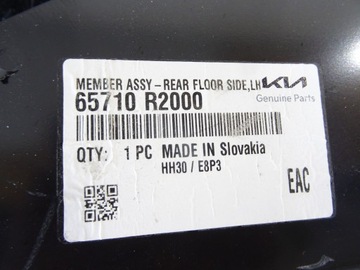 MEMBER ASSY-REAR FLOOR SIDE,LH KIA
65710 R2000 Genuine Parts
QTY: 1 PC MADE IN Slovakia
HH30 / E8P3
EAC